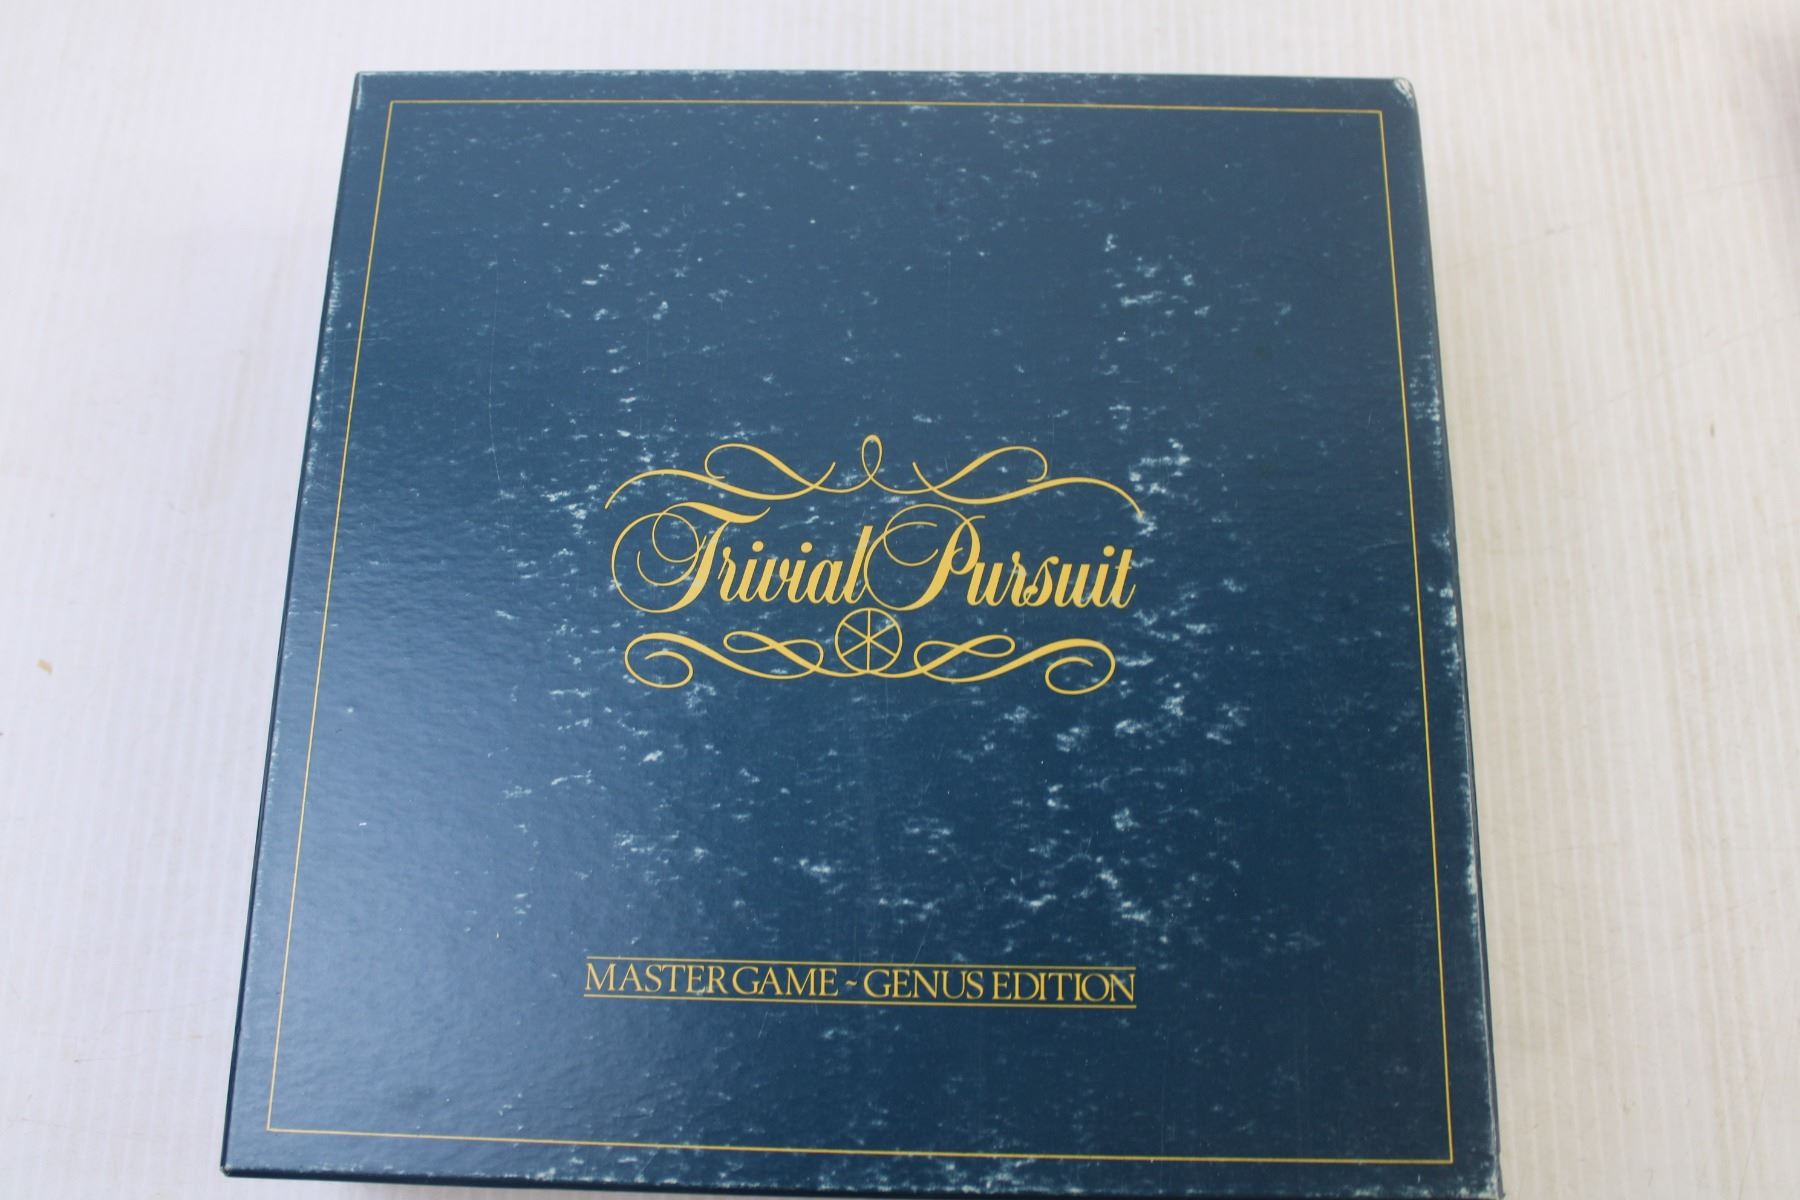 Trivial Pursuit
MASTER GAME ~ GENUS EDITION